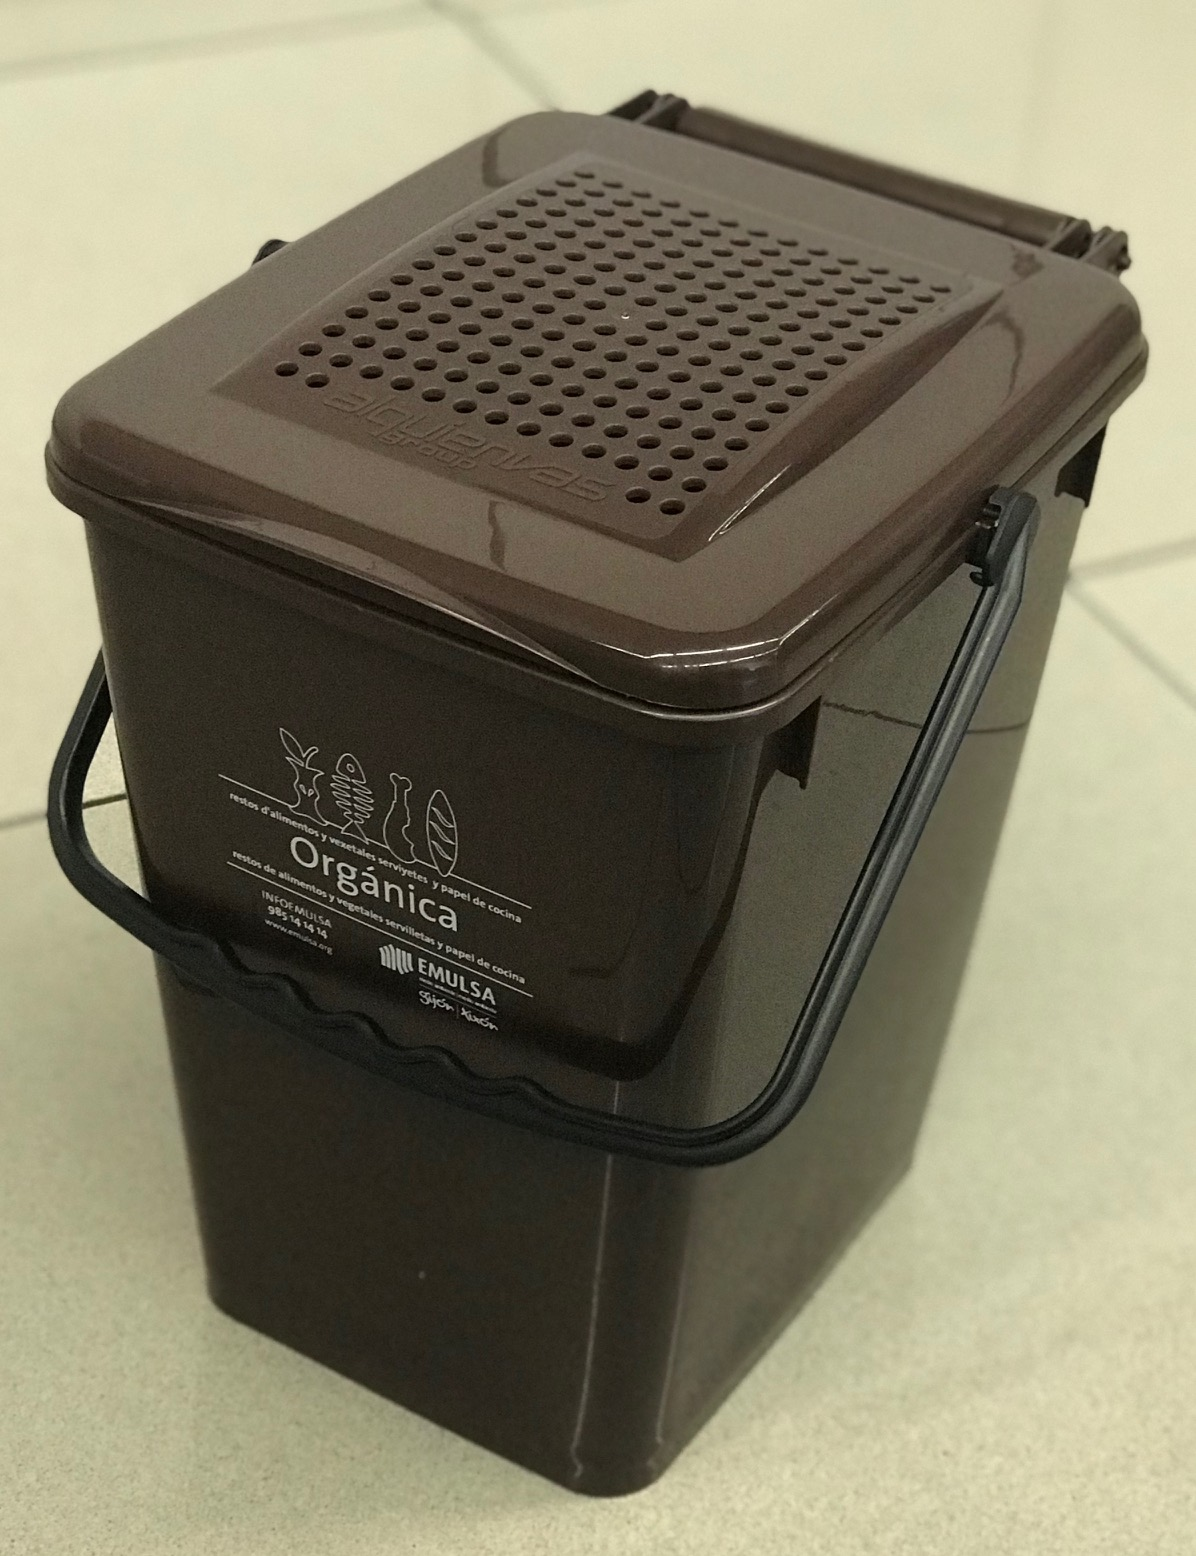 alquienvas
group
restos d'alimentos y vexetales serviyetes y papel de cocina
Orgánica
restos de alimentos y vegetales servilletas y papel de cocina
INFOEMULSA
985 14 14 14
www.emulsa.org
EMULSA
gijón | xixón